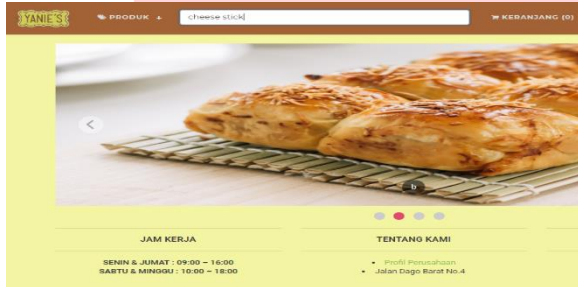 YANIE'S
PRODUK
cheese stick
KERANJANG (0)
b
JAM KERJA
SENIN & JUMAT : 09:00 – 16:00
SABTU & MINGGU : 10:00 – 18:00
TENTANG KAMI
Profil Perusahaan
Jalan Dago Barat No.4